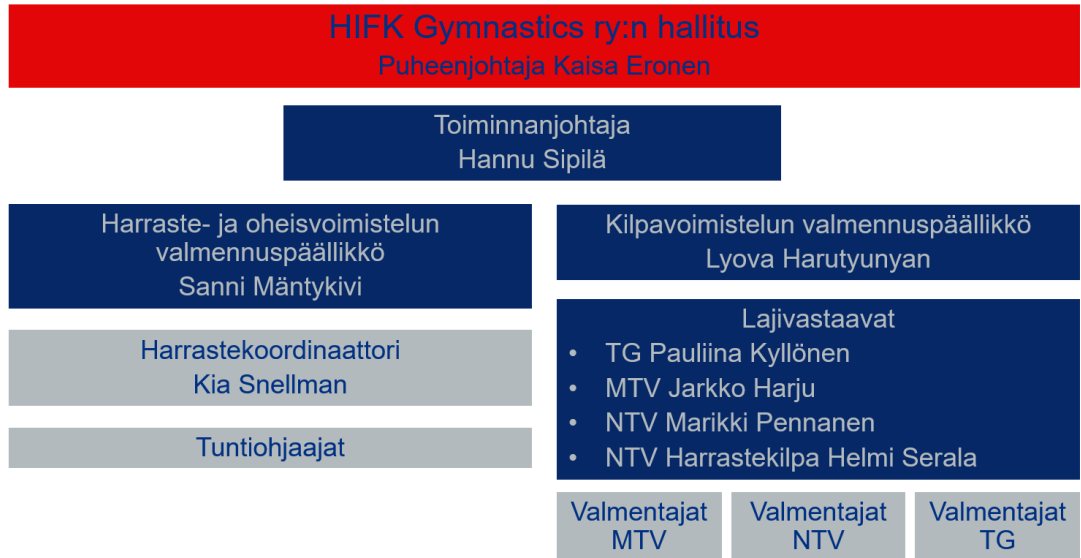 HIFK Gymnastics ry:n hallitus
Puheenjohtaja Kaisa Eronen
Toiminnanjohtaja
Hannu Sipilä
Harraste- ja oheisvoimistelun
valmennuspäällikkö
Sanni Mäntykivi
Harrastekoordinaattori
Kia Snellman
Tuntiohjaajat
Kilpavoimistelun valmennuspäällikkö
Lyova Harutyunyan
Lajivastaavat
• TG Pauliina Kyllönen
• MTV Jarkko Harju
• NTV Marikki Pennanen
• NTV Harrastekilpa Helmi Serala
Valmentajat
MTV
Valmentajat
NTV
Valmentajat
TG